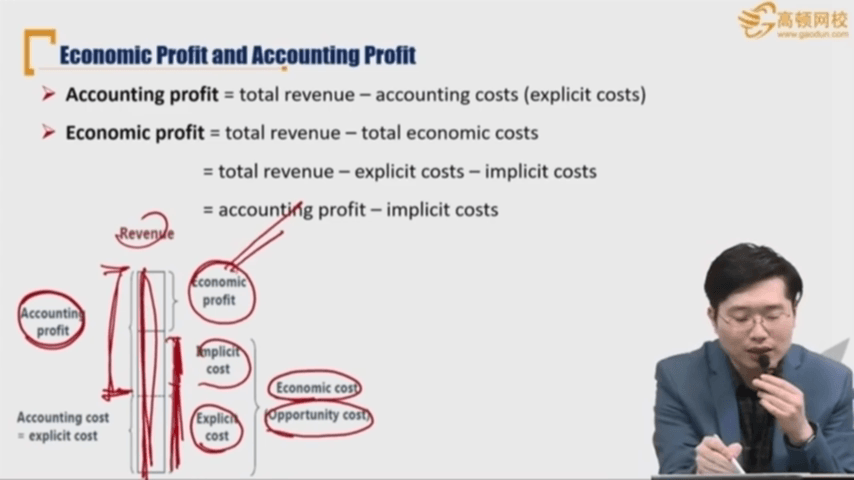 高顿网校
www.gaodun.com
Economic Profit and Accounting Profit
Accounting profit = total revenue – accounting costs (explicit costs)
Economic profit = total revenue – total economic costs
= total revenue – explicit costs – implicit costs
= accounting profit – implicit costs
Revenue
Economic
profit
Accounting
profit
Implicit
cost
Economic cost
Opportunity cost
Explicit
cost
Accounting cost
= explicit cost